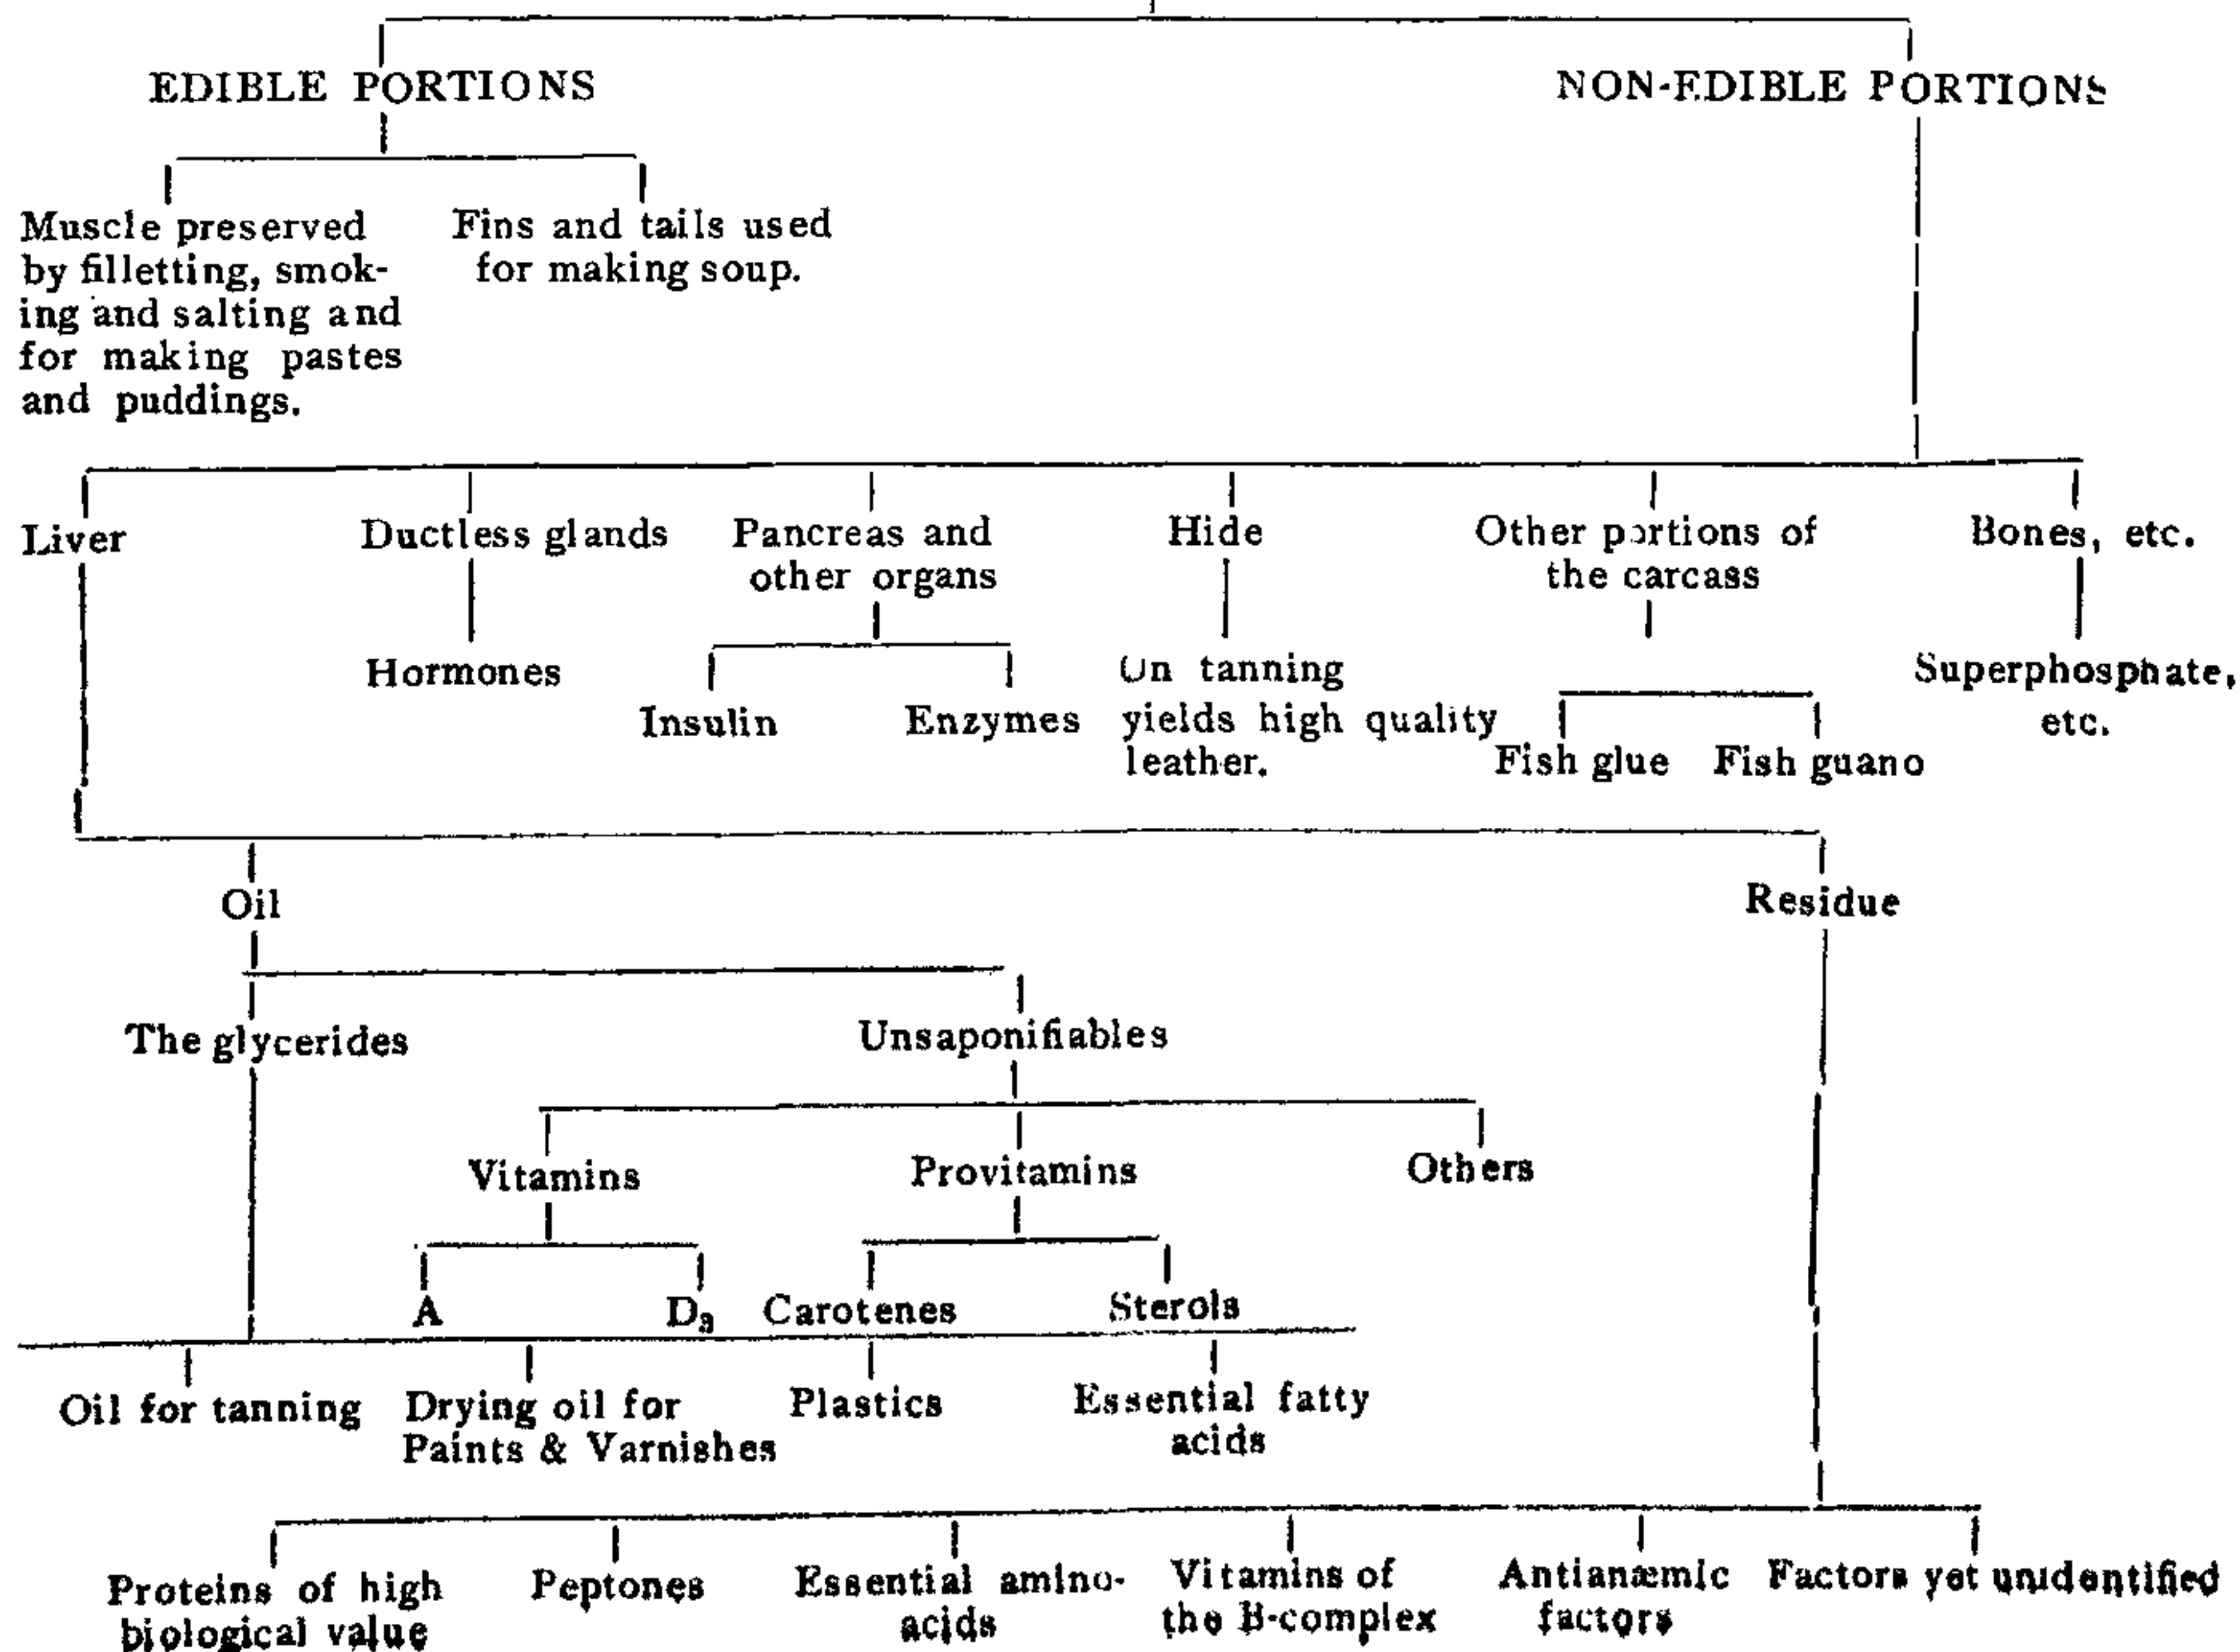 EDIBLE PORTIONS
NON-EDIBLE PORTIONS
Muscle preserved
by filletting, smok-
ing and salting and
for making pastes
and puddings.
Fins and tails used
for making soup.
Liver
Ductless glands
Pancreas and
other organs
Hide
Other portions of
the carcass
Bones, etc.
Hormones
Insulin
Enzymes
On tanning
yields high quality
leather.
Fish glue
Fish guano
Superphosphate,
etc.
Oil
Residue
The glycerides
Unsaponifiables
Vitamins
Provitamins
Others
A
D₃
Carotenes
Sterols
Oil for tanning
Drying oil for
Paints & Varnishes
Plastics
Essential fatty
acids
Proteins of high
biological value
Peptones
Essential amino-
acids
Vitamins of
the B-complex
Antianæmic
factors
Factors yet unidentified